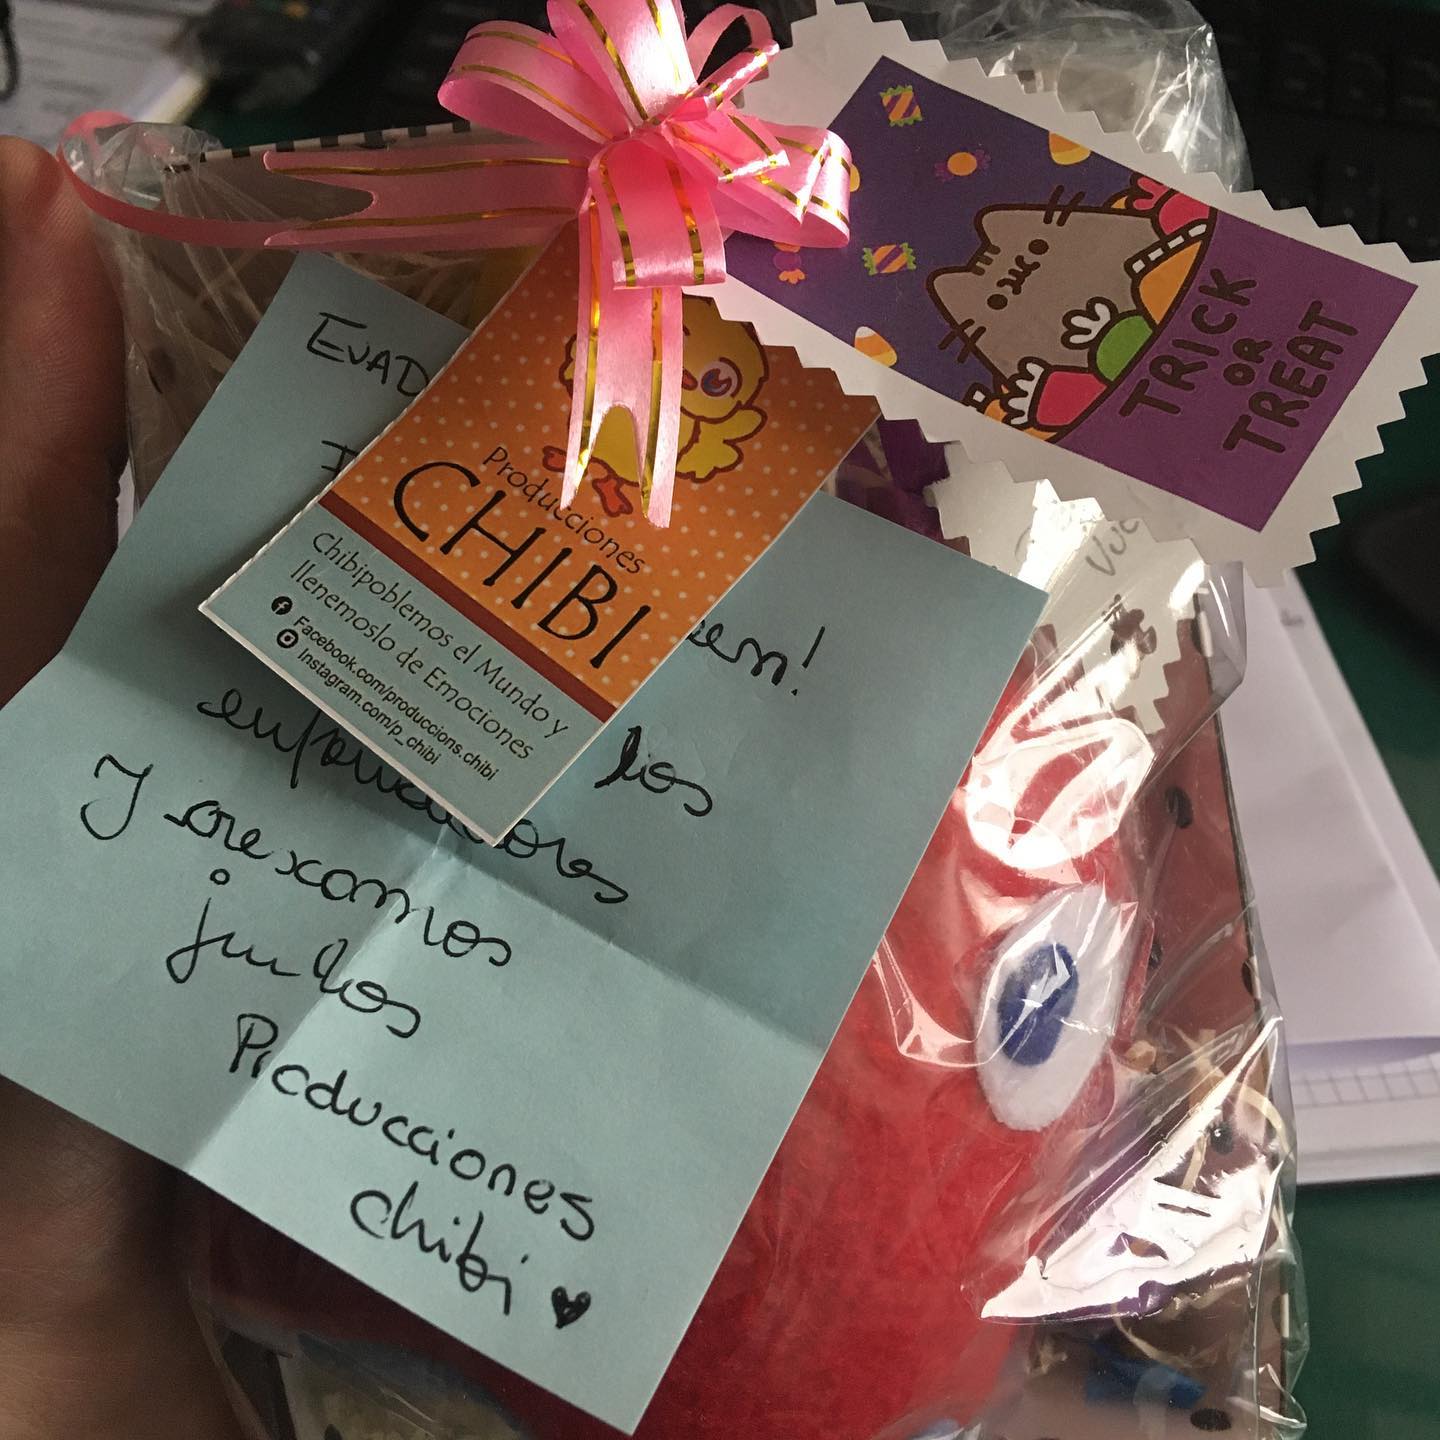 TRICK
OR
TREAT
Producciones
CHIBI
Chibipoblemos el Mundo y
llenemoslo de Emociones
Facebook.com/produccions.chibi
Instagram.com/p_chibi
los
Y crexcamos
juntos
Producciones
Chibi ♥